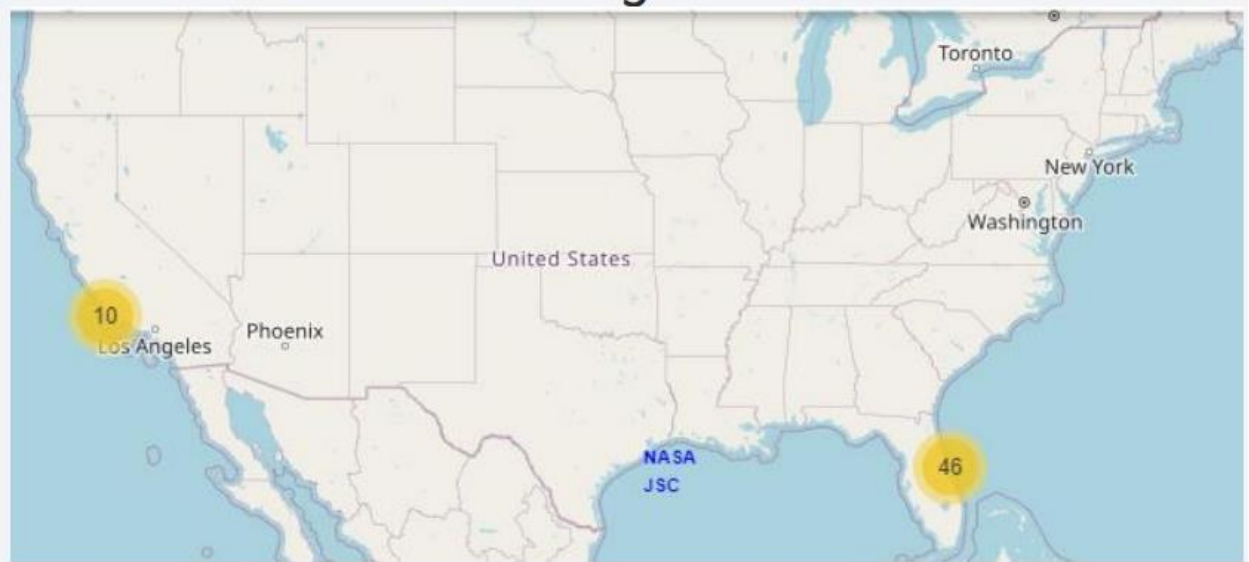 Toronto
New York
Washington
United States
10
Los Angeles
Phoenix
NASA
JSC
46